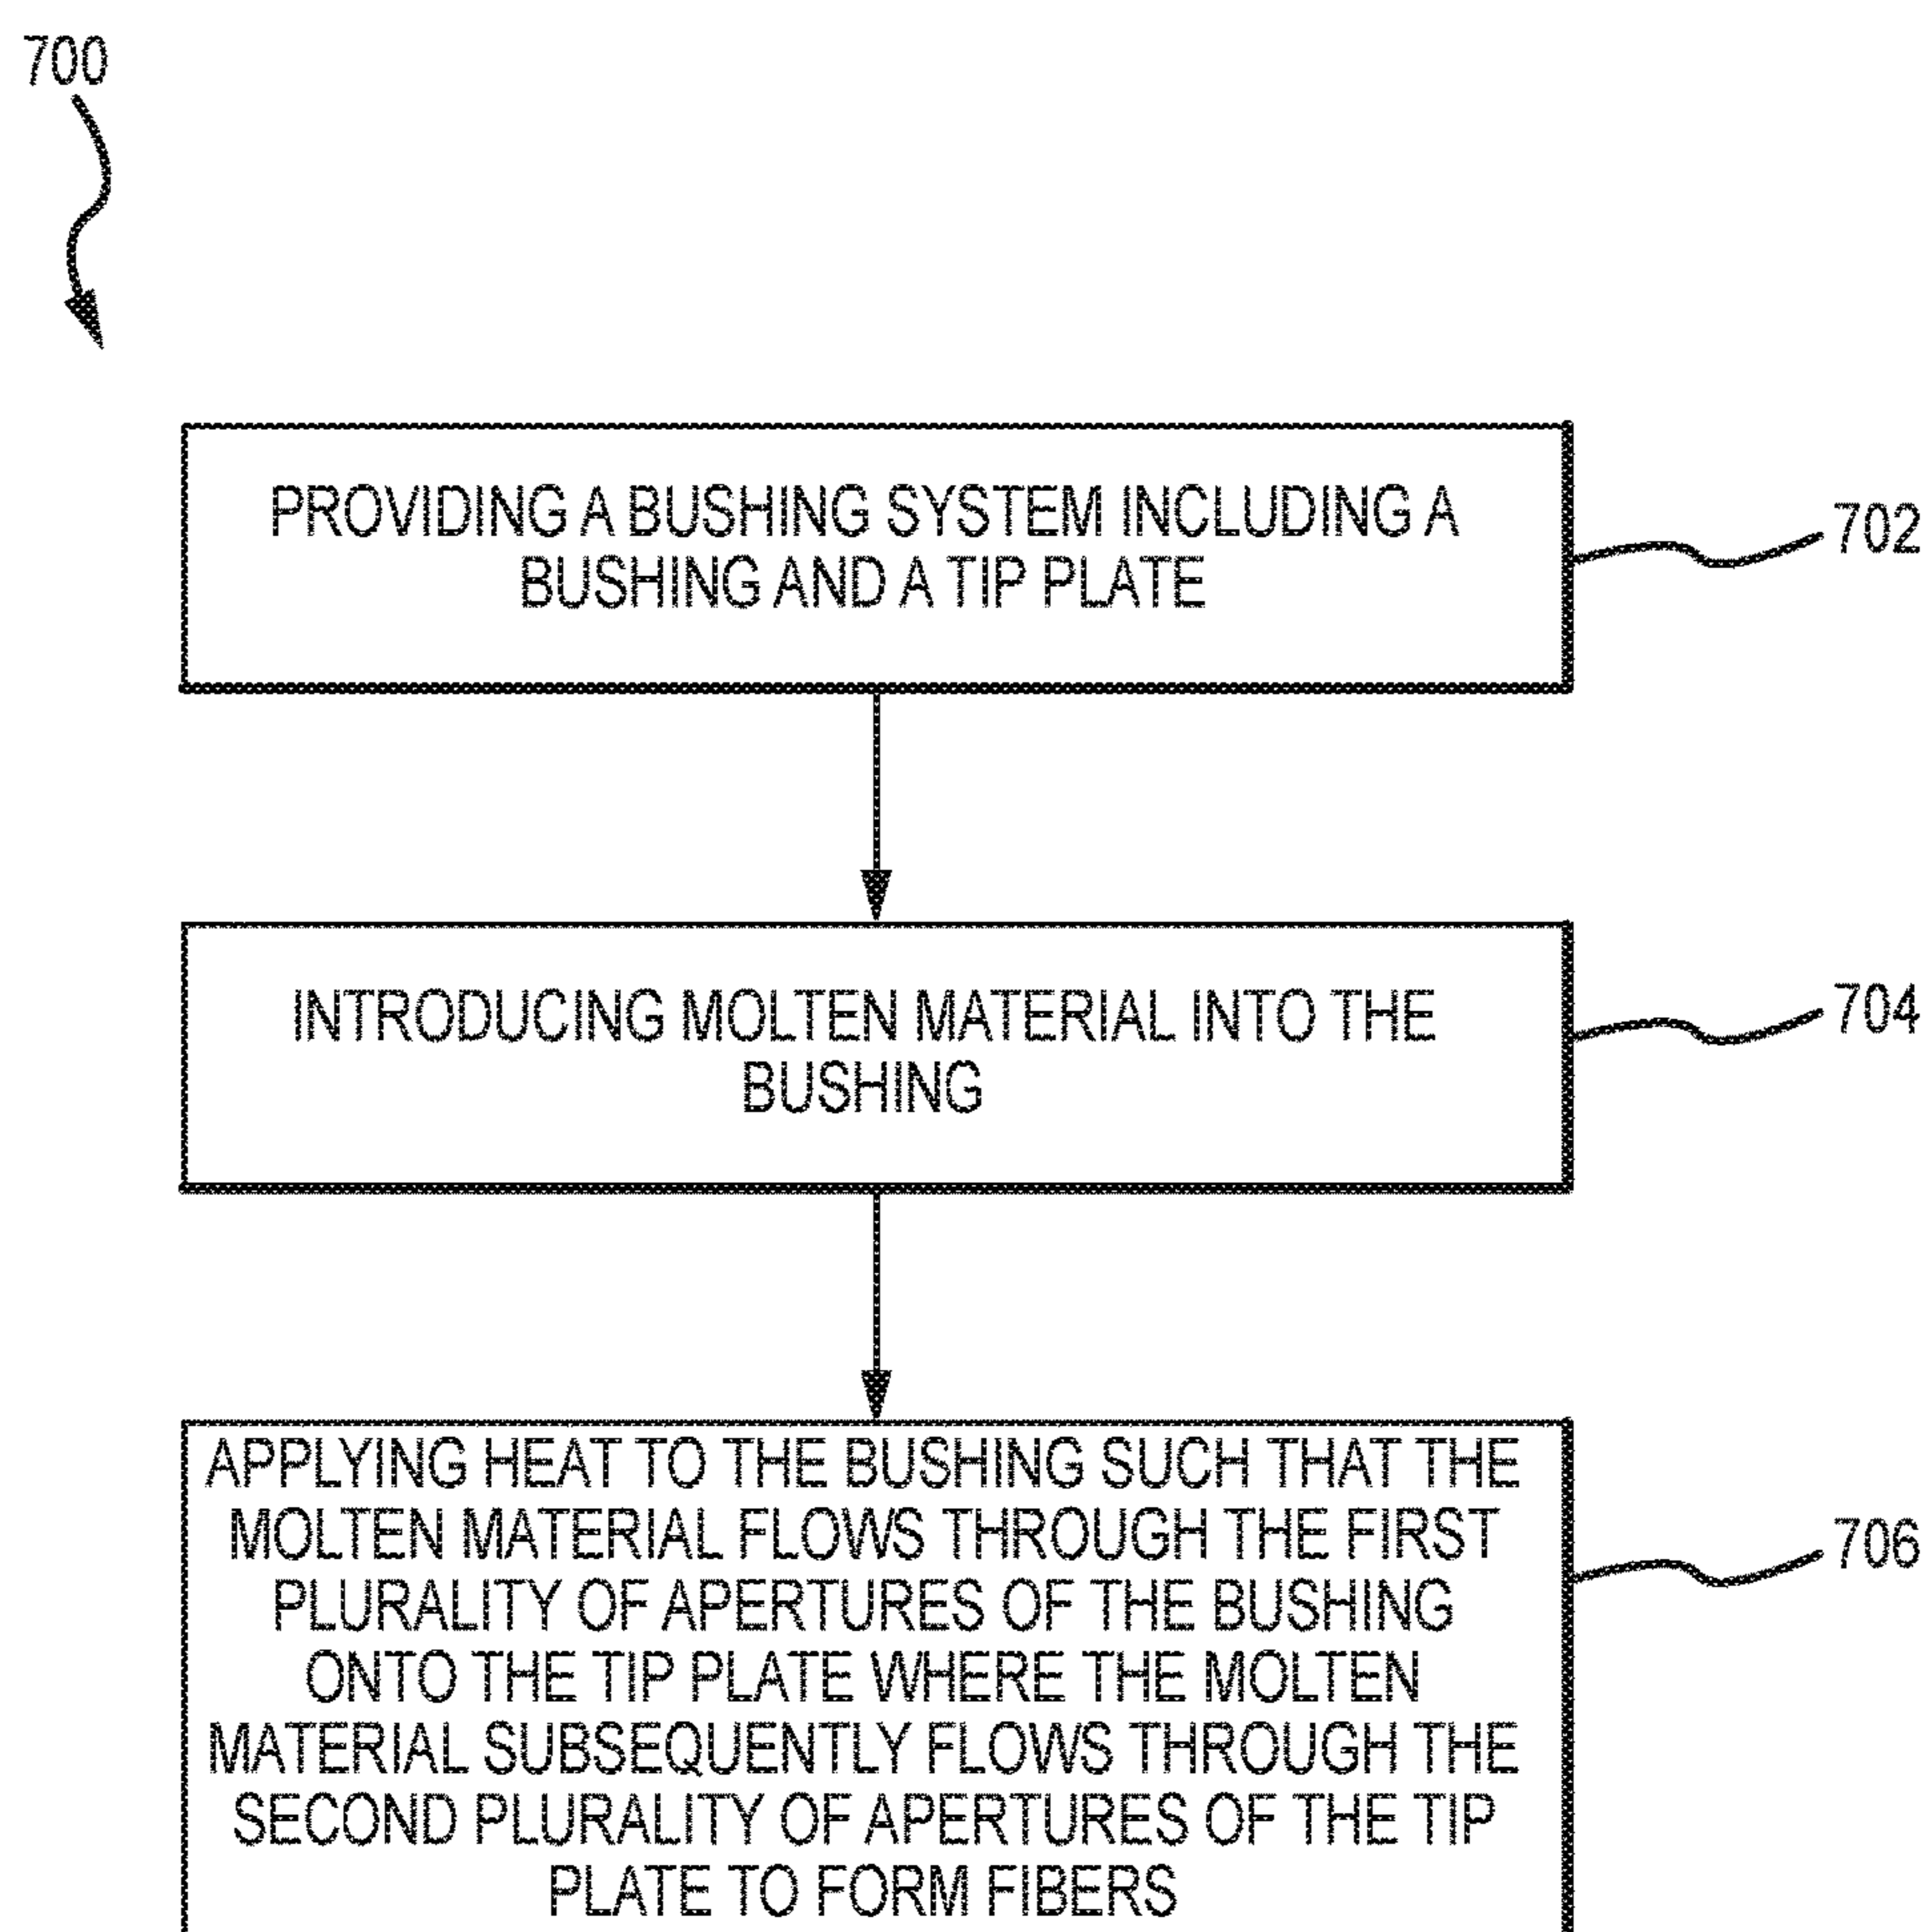 700
PROVIDING A BUSHING SYSTEM INCLUDING A
BUSHING AND A TIP PLATE
702
INTRODUCING MOLTEN MATERIAL INTO THE
BUSHING
704
APPLYING HEAT TO THE BUSHING SUCH THAT THE
MOLTEN MATERIAL FLOWS THROUGH THE FIRST
PLURALITY OF APERTURES OF THE BUSHING
ONTO THE TIP PLATE WHERE THE MOLTEN
MATERIAL SUBSEQUENTLY FLOWS THROUGH THE
SECOND PLURALITY OF APERTURES OF THE TIP
PLATE TO FORM FIBERS
706